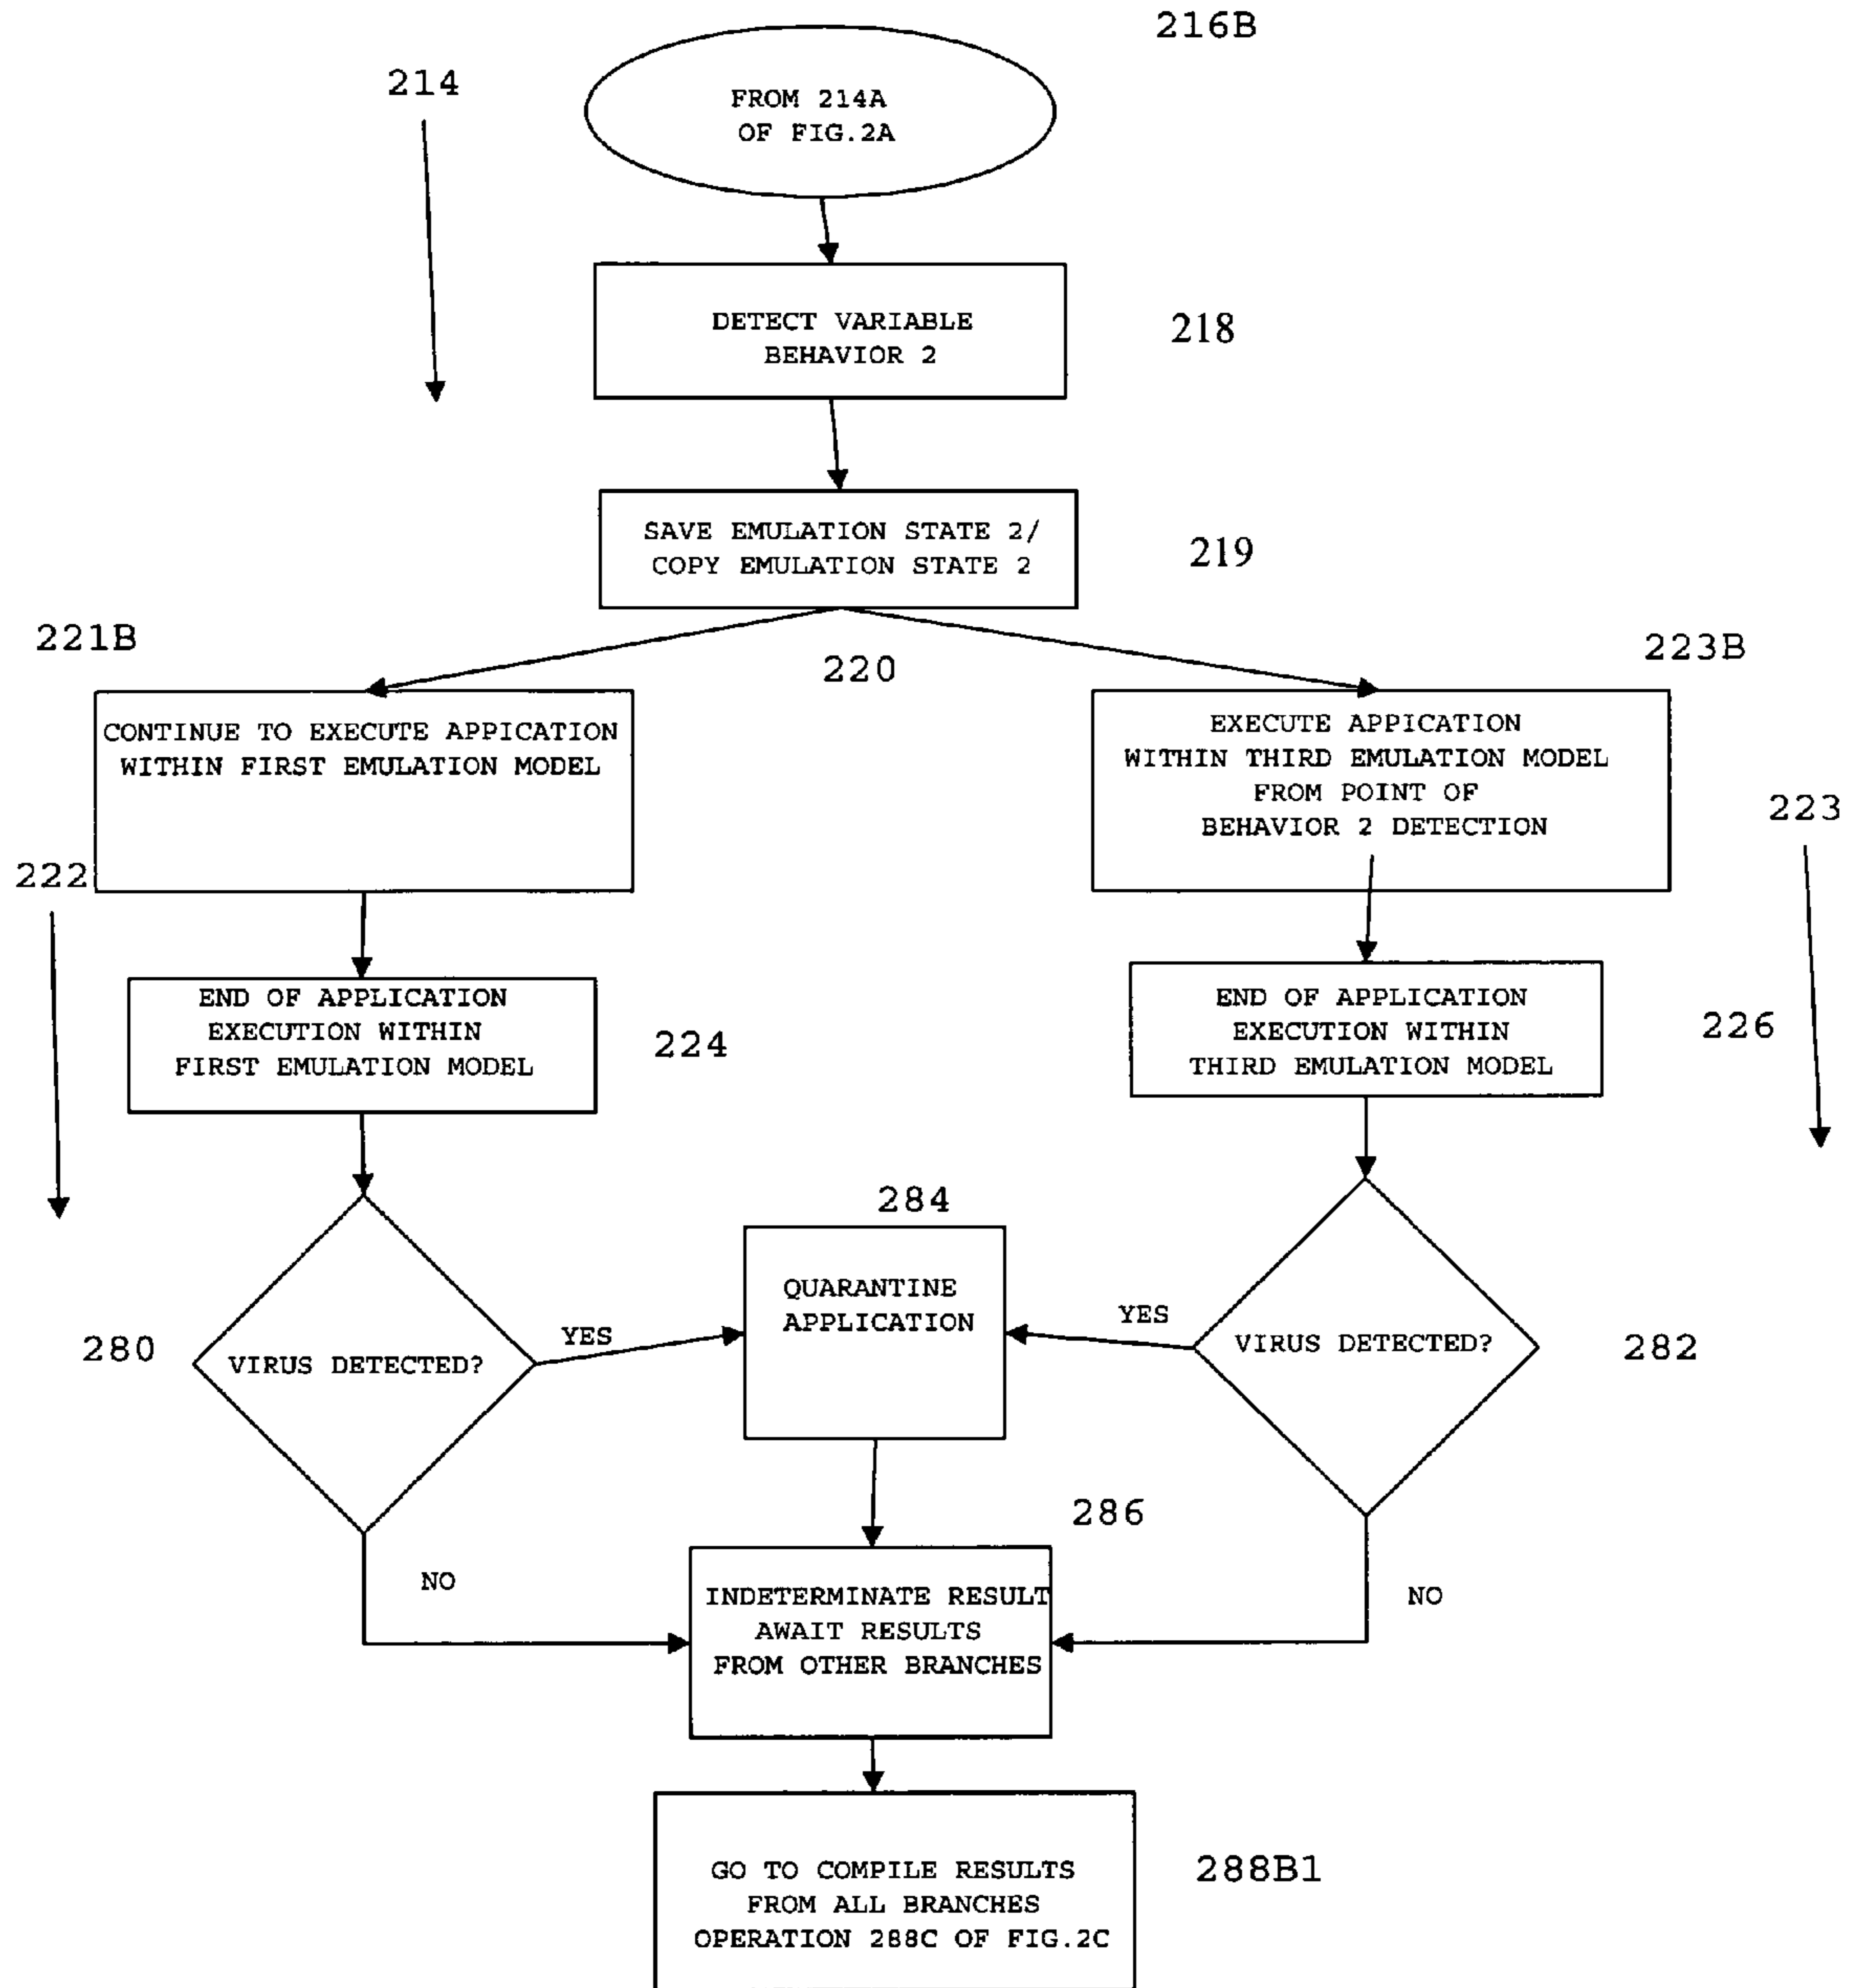 216B
214
FROM 214A
OF FIG.2A
DETECT VARIABLE
BEHAVIOR 2
218
SAVE EMULATION STATE 2/
COPY EMULATION STATE 2
219
221B
220
223B
CONTINUE TO EXECUTE APPICATION
WITHIN FIRST EMULATION MODEL
EXECUTE APPICATION
WITHIN THIRD EMULATION MODEL
FROM POINT OF
BEHAVIOR 2 DETECTION
223
222
END OF APPLICATION
EXECUTION WITHIN
FIRST EMULATION MODEL
224
END OF APPLICATION
EXECUTION WITHIN
THIRD EMULATION MODEL
226
284
280
VIRUS DETECTED?
YES
QUARANTINE
APPLICATION
YES
VIRUS DETECTED?
282
286
NO
INDETERMINATE RESULT
AWAIT RESULTS
FROM OTHER BRANCHES
NO
GO TO COMPILE RESULTS
FROM ALL BRANCHES
OPERATION 288C OF FIG.2C
288B1